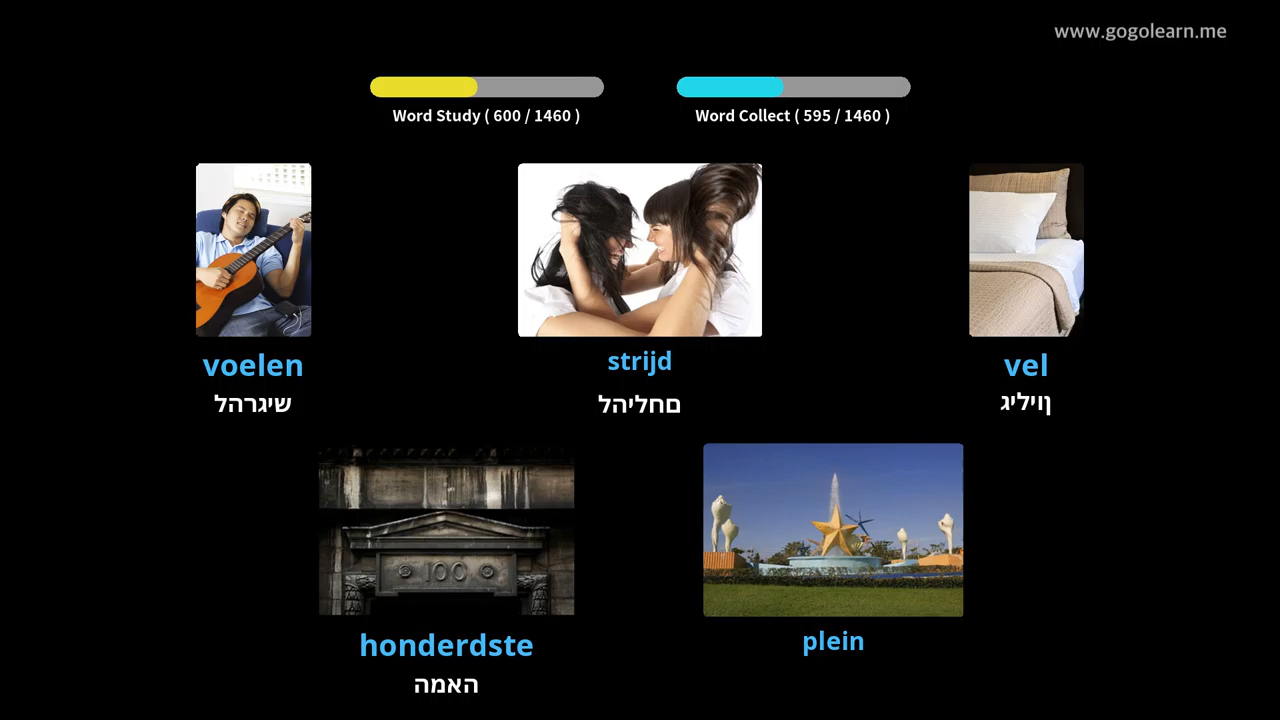 www.gogolearn.me
Word Study ( 600 / 1460 )
Word Collect ( 595 / 1460 )
voelen
שיגרהל
strijd
םחליהל
vel
ןויליג
100
honderdste
האמה
plein